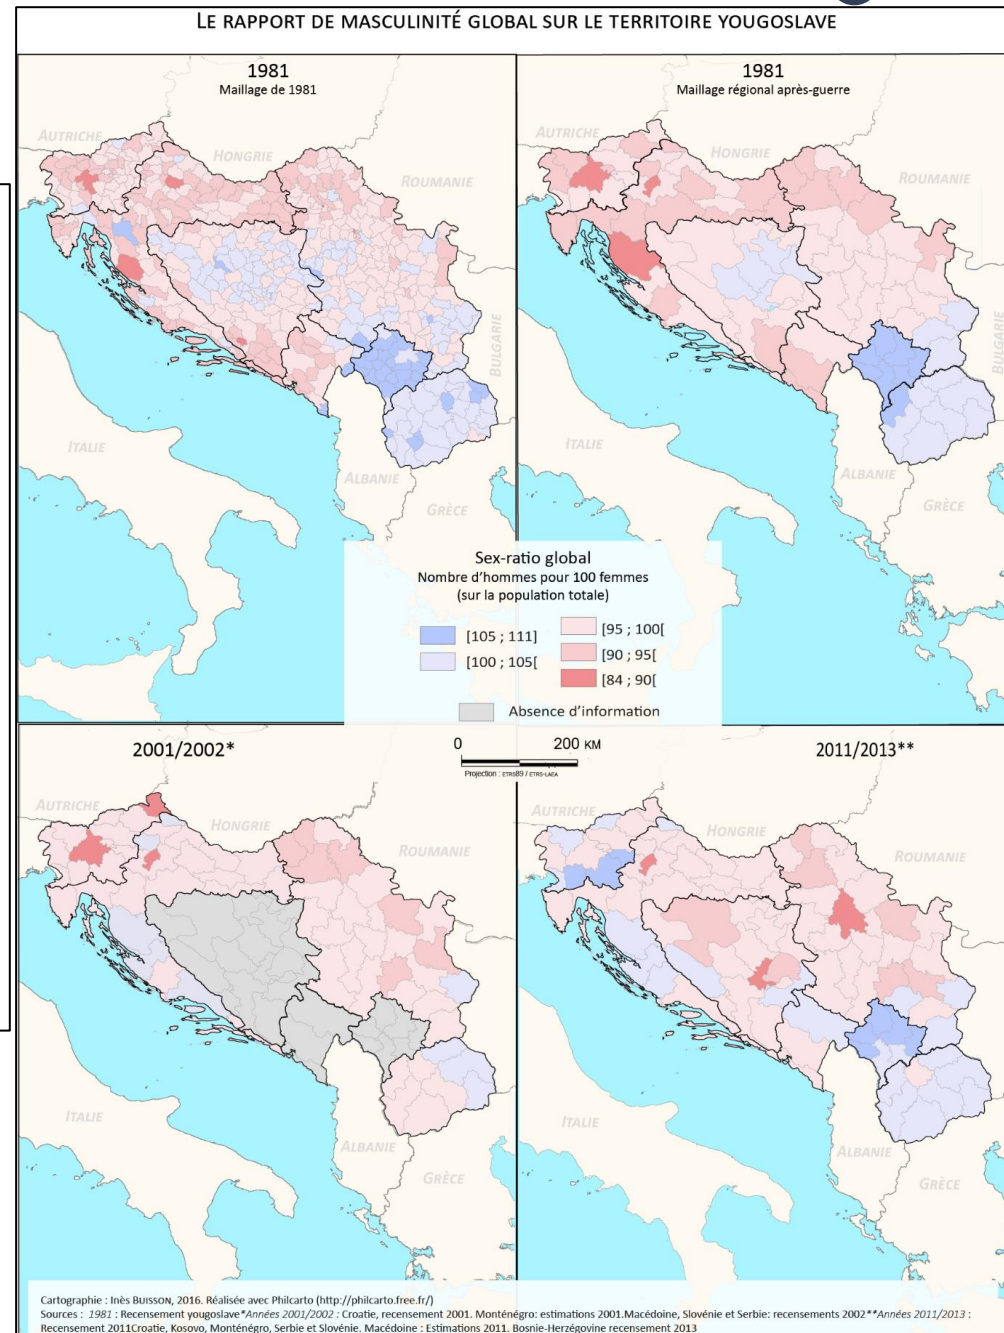 LE RAPPORT DE MASCULINITÉ GLOBAL SUR LE TERRITOIRE YOUGOSLAVE
1981
Maillage de 1981
AUTRICHE
HONGRIE
ROUMANIE
BULGARIE
ITALIE
ALBANIE
GRÈCE
1981
Maillage régional après-guerre
AUTRICHE
HONGRIE
ROUMANIE
BULGARIE
ITALIE
ALBANIE
GRÈCE
Sex-ratio global
Nombre d'hommes pour 100 femmes
(sur la population totale)
[105 ; 111]
[100 ; 105[
[95 ; 100[
[90 ; 95[
[84 ; 90[
Absence d'information
0 200 KM
Projection : ETRS89 / ETRS-LAEA
2001/2002*
AUTRICHE
HONGRIE
ROUMANIE
ITALIE
ALBANIE
GRÈCE
2011/2013**
AUTRICHE
HONGRIE
ROUMANIE
BULGARIE
ITALIE
ALBANIE
GRÈCE
Cartographie : Inès BUISSON, 2016. Réalisée avec Philcarto (http://philcarto.free.fr/)
Sources : 1981 : Recensement yougoslave*Années 2001/2002 : Croatie, recensement 2001. Monténégro: estimations 2001.Macédoine, Slovénie et Serbie: recensements 2002**Années 2011/2013 :
Recensement 2011Croatie, Kosovo, Monténégro, Serbie et Slovénie. Macédoine : Estimations 2011. Bosnie-Herzégovine recensement 2013